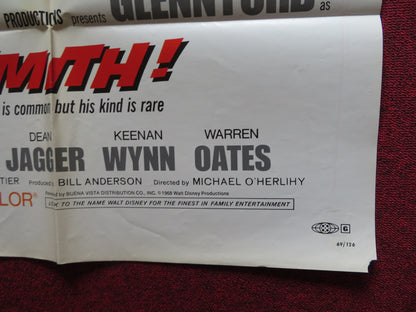 PRODUCTIONS presents GLENN FORD as
MITH!
is common but his kind is rare
DEAN KEENAN WARREN
JAGGER WYNN OATES
TIER Produced by BILL ANDERSON Directed by MICHAEL O'HERLIHY
LOR by BUENA VISTA DISTRIBUTION CO., INC. ©1968 Walt Disney Productions
TO THE NAME WALT DISNEY FOR THE FINEST IN FAMILY ENTERTAINMENT
G
69/126